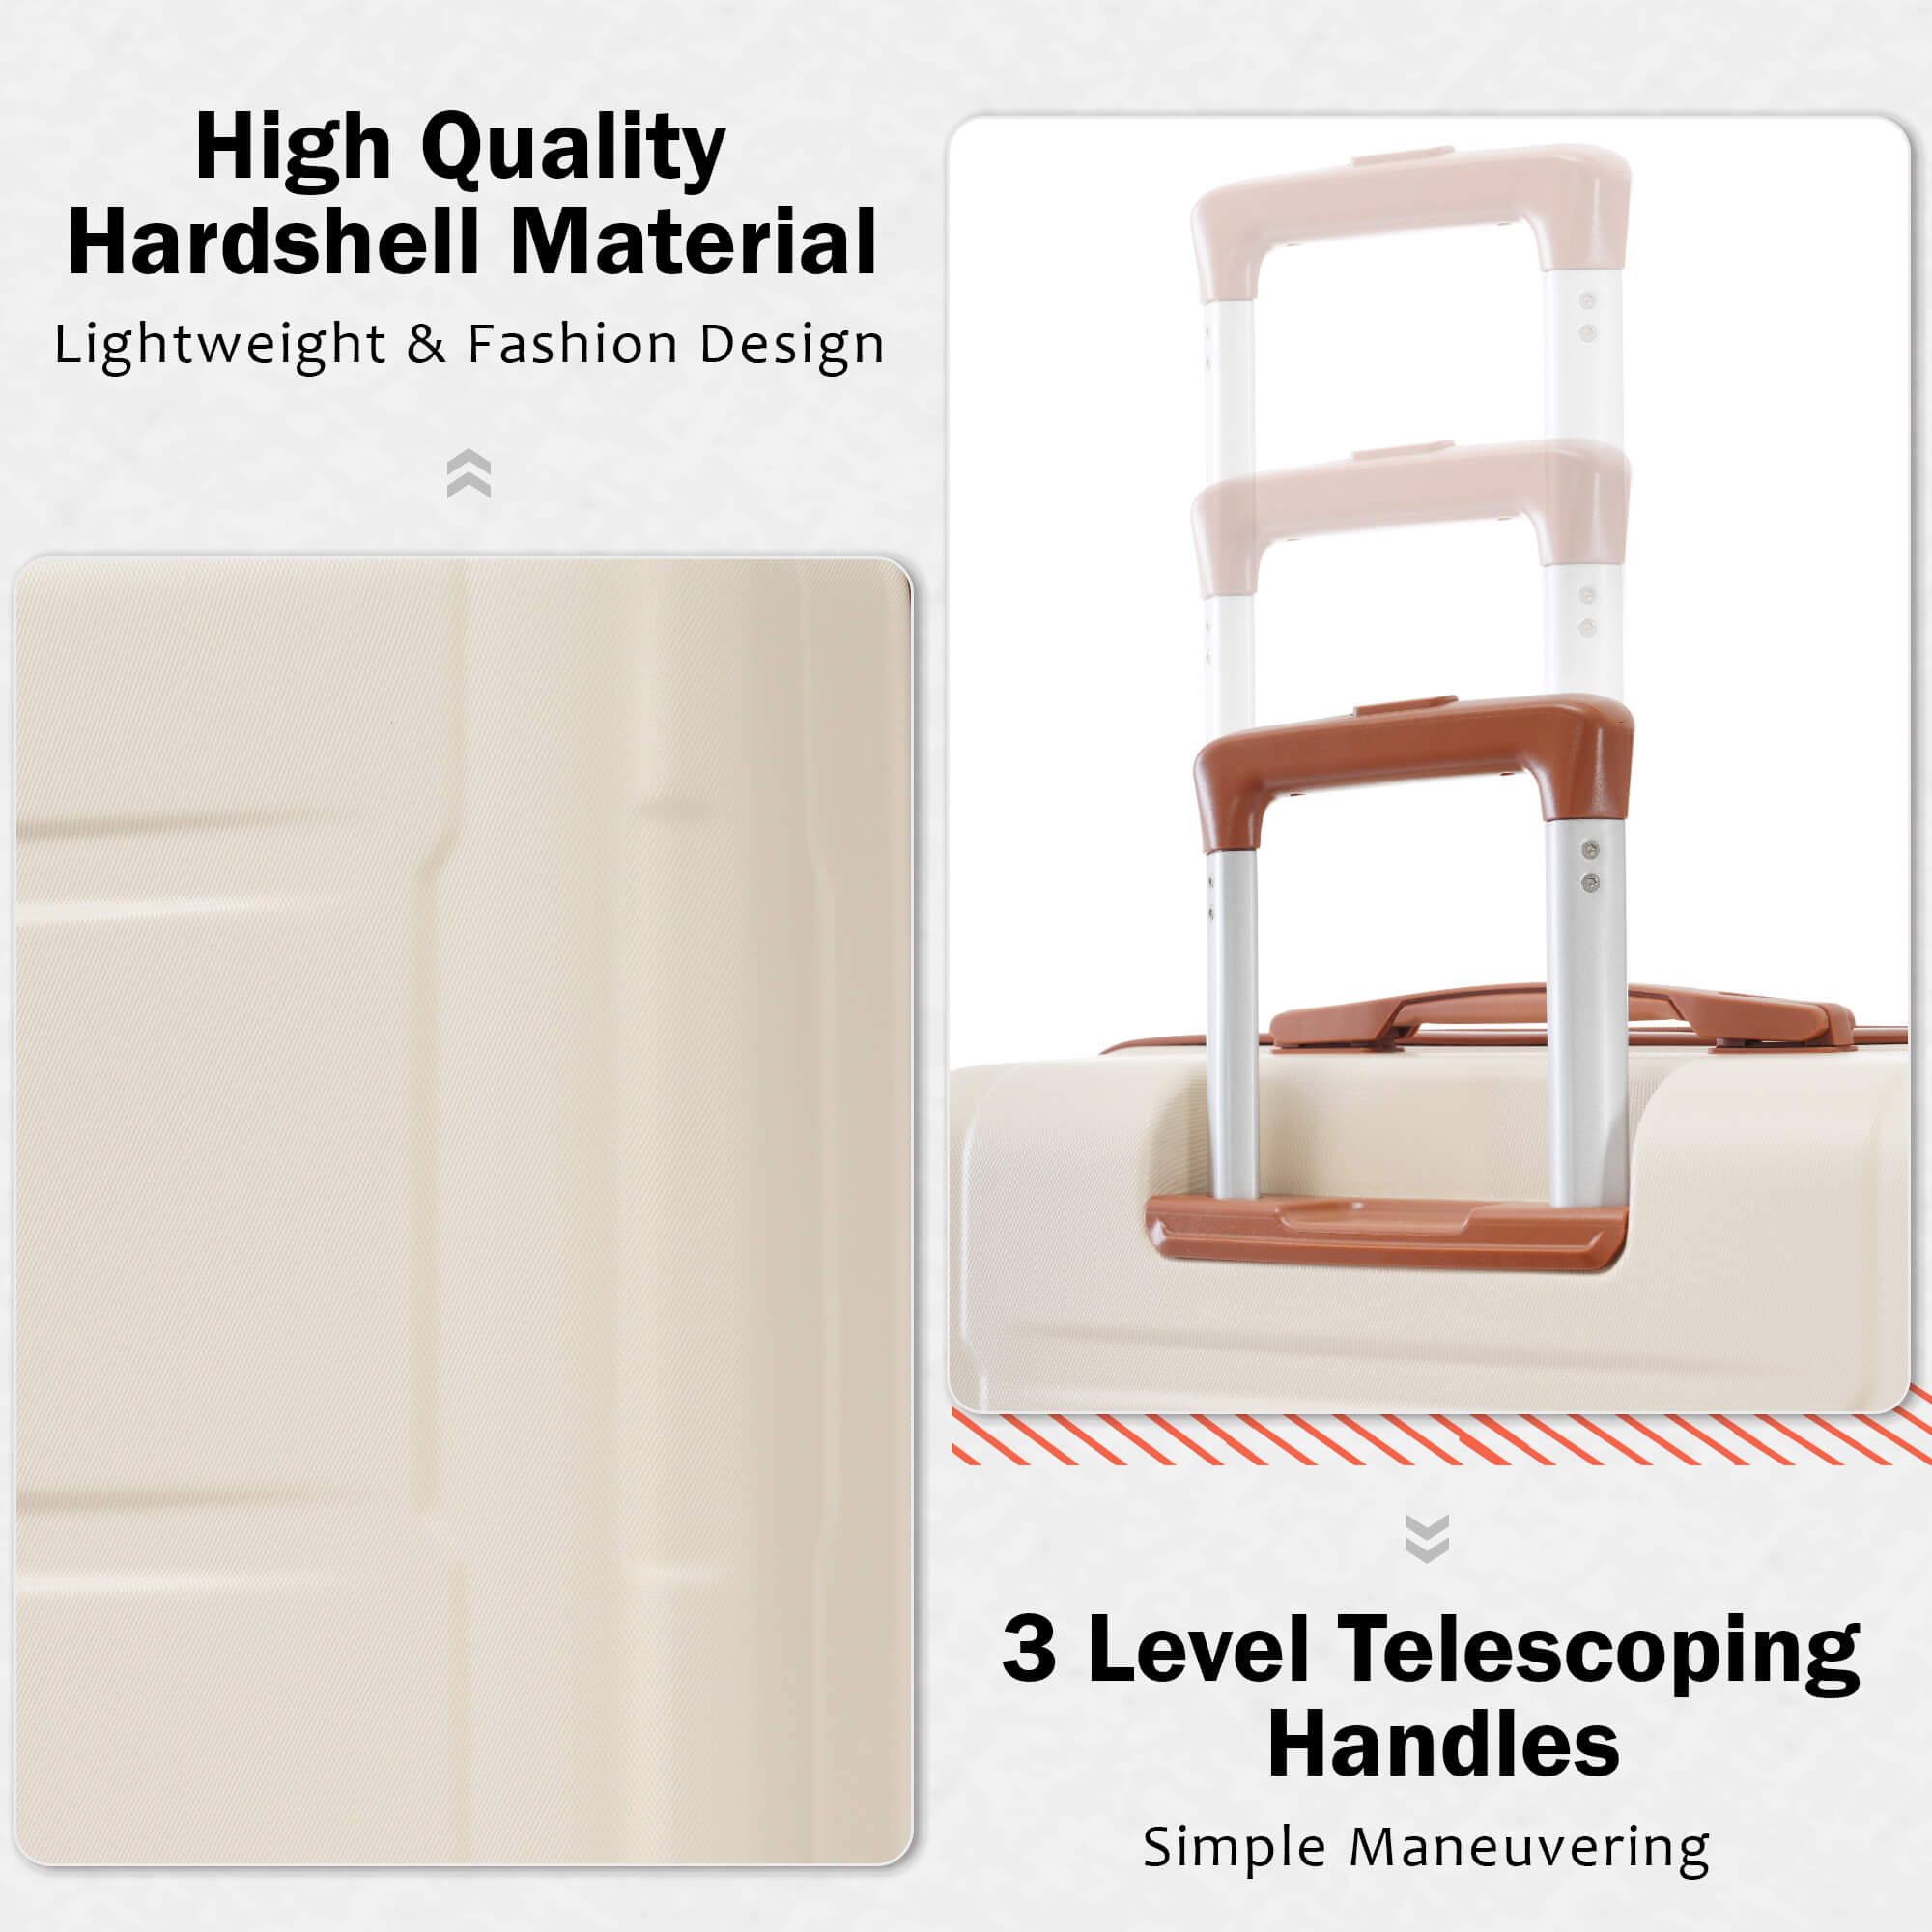 High Quality
Hardshell Material
Lightweight & Fashion Design
3 Level Telescoping
Handles
Simple Maneuvering